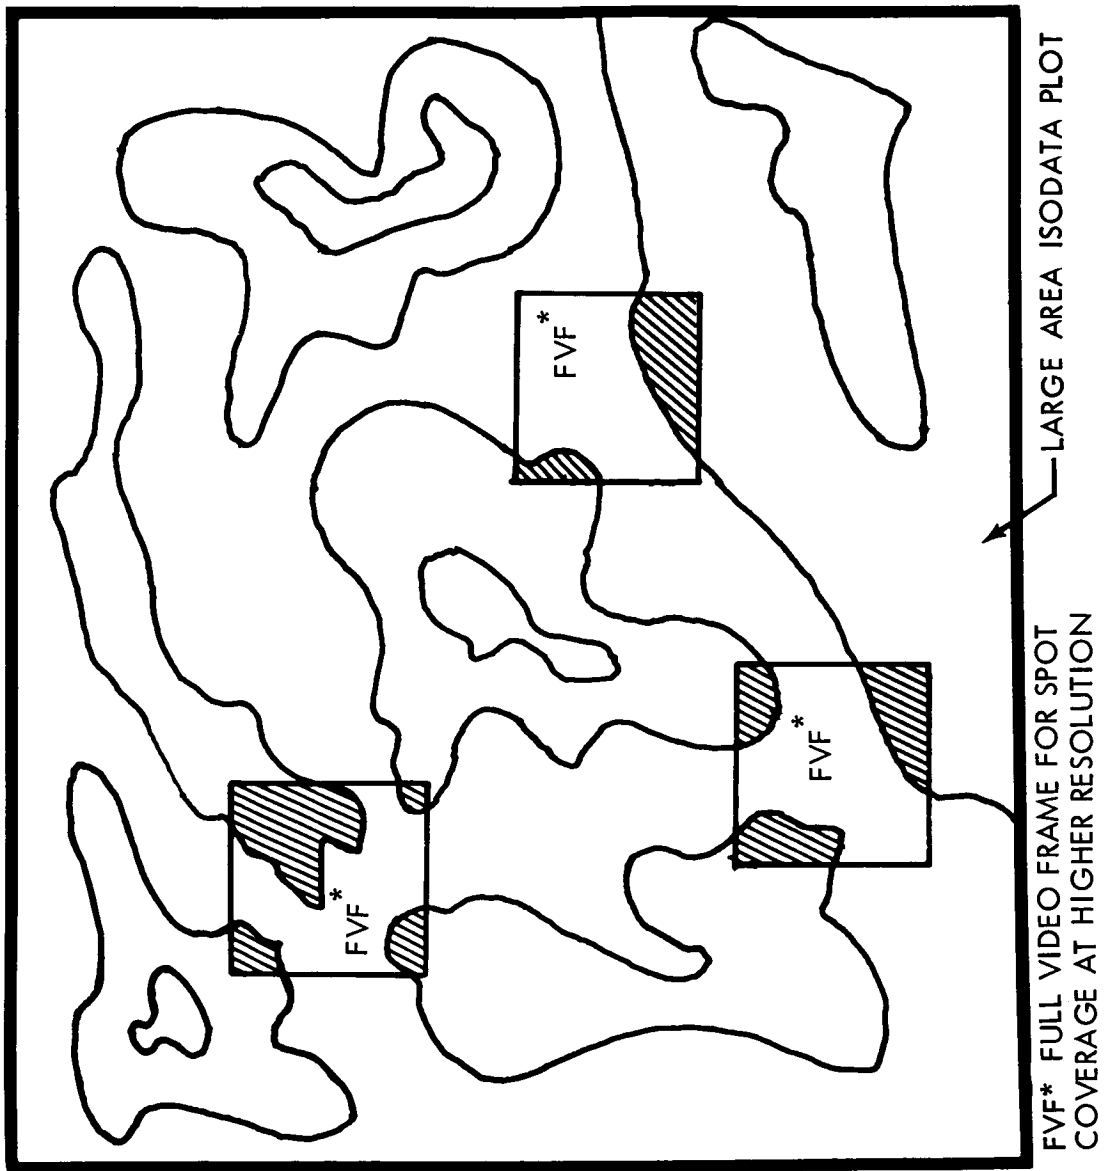 FVF*
FVF*
FVF*
FVF* FULL VIDEO FRAME FOR SPOT
COVERAGE AT HIGHER RESOLUTION
LARGE AREA ISODATA PLOT